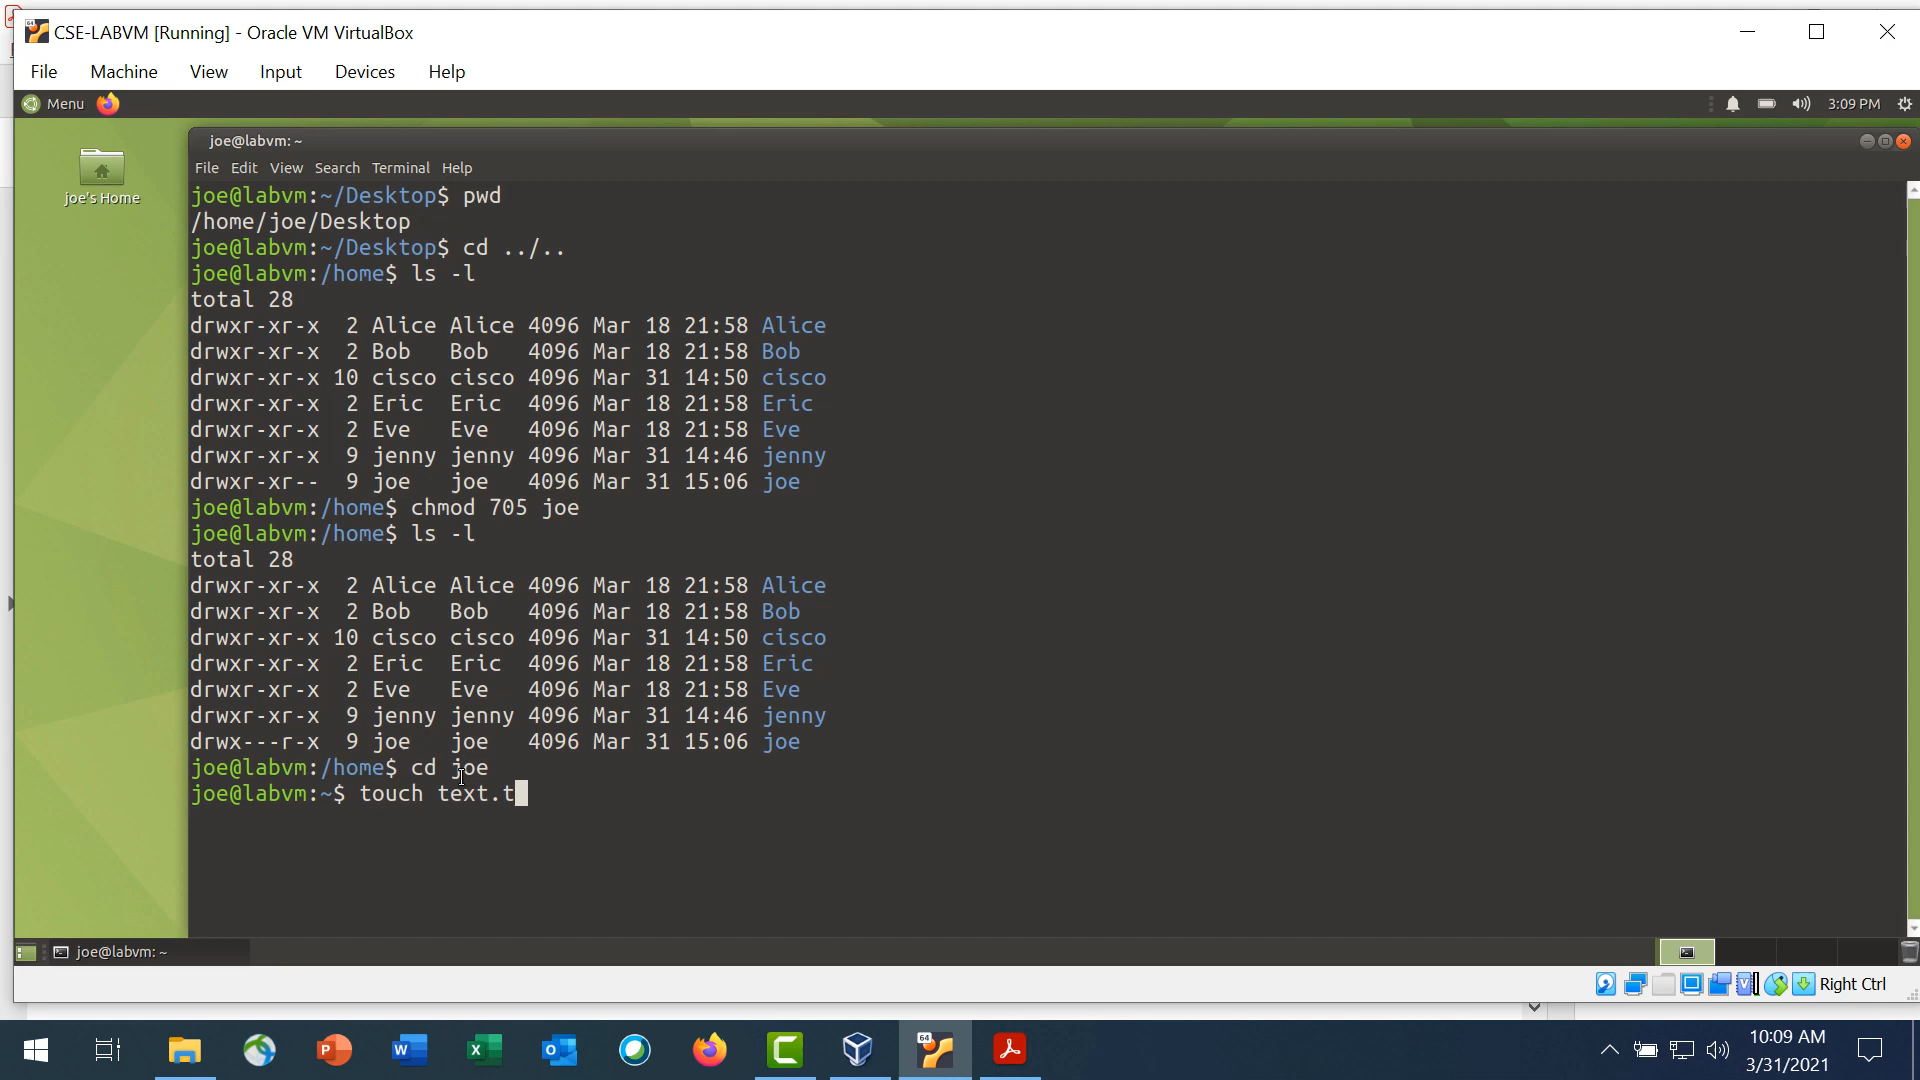 CSE-LABVM [Running] - Oracle VM VirtualBox
File Machine View Input Devices Help
Menu 3:09 PM
joe's Home
joe@labvm: ~
File Edit View Search Terminal Help
joe@labvm:~/Desktop$ pwd
/home/joe/Desktop
joe@labvm:~/Desktop$ cd ../..
joe@labvm:/home$ ls -l
total 28
drwxr-xr-x  2 Alice Alice 4096 Mar 18 21:58 Alice
drwxr-xr-x  2 Bob   Bob   4096 Mar 18 21:58 Bob
drwxr-xr-x 10 cisco cisco 4096 Mar 31 14:50 cisco
drwxr-xr-x  2 Eric  Eric  4096 Mar 18 21:58 Eric
drwxr-xr-x  2 Eve   Eve   4096 Mar 18 21:58 Eve
drwxr-xr-x  9 jenny jenny 4096 Mar 31 14:46 jenny
drwxr-xr--  9 joe   joe   4096 Mar 31 15:06 joe
joe@labvm:/home$ chmod 705 joe
joe@labvm:/home$ ls -l
total 28
drwxr-xr-x  2 Alice Alice 4096 Mar 18 21:58 Alice
drwxr-xr-x  2 Bob   Bob   4096 Mar 18 21:58 Bob
drwxr-xr-x 10 cisco cisco 4096 Mar 31 14:50 cisco
drwxr-xr-x  2 Eric  Eric  4096 Mar 18 21:58 Eric
drwxr-xr-x  2 Eve   Eve   4096 Mar 18 21:58 Eve
drwxr-xr-x  9 jenny jenny 4096 Mar 31 14:46 jenny
drwx---r-x  9 joe   joe   4096 Mar 31 15:06 joe
joe@labvm:/home$ cd joe
joe@labvm:~$ touch text.t
joe@labvm: ~
Right Ctrl
64
10:09 AM
3/31/2021